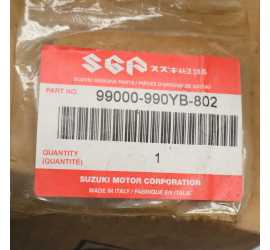 SGP スズキ純正部品
SUZUKI GENUINE PARTS / PIÈCES D'ORIGINE DE SUZUKI
PART NO. 99000-990YB-802
QUANTITY
(QUANTITÉ) 1
SUZUKI MOTOR CORPORATION
MADE IN ITALY / FABRIQUÉ EN ITALIE